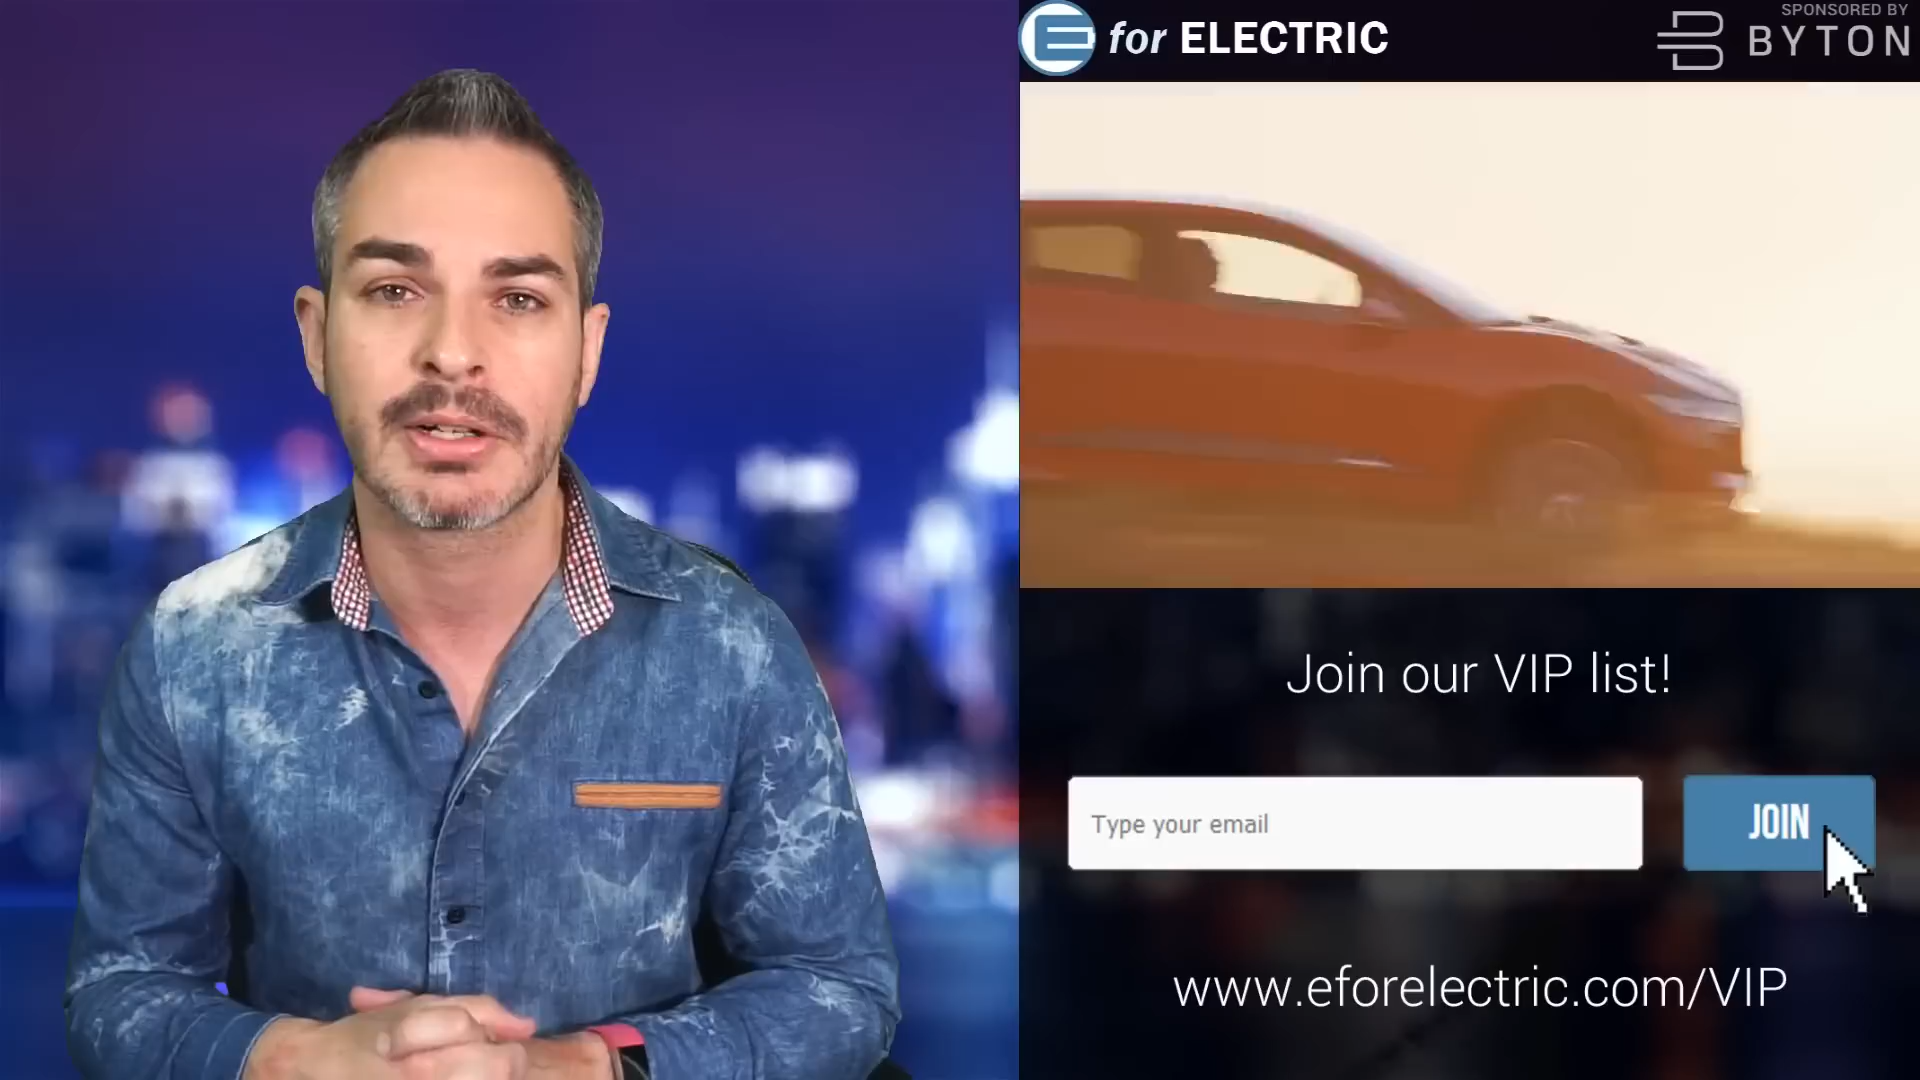 for ELECTRIC
SPONSORED BY
BYTON
Join our VIP list!
Type your email
JOIN
www.eforelectric.com/VIP